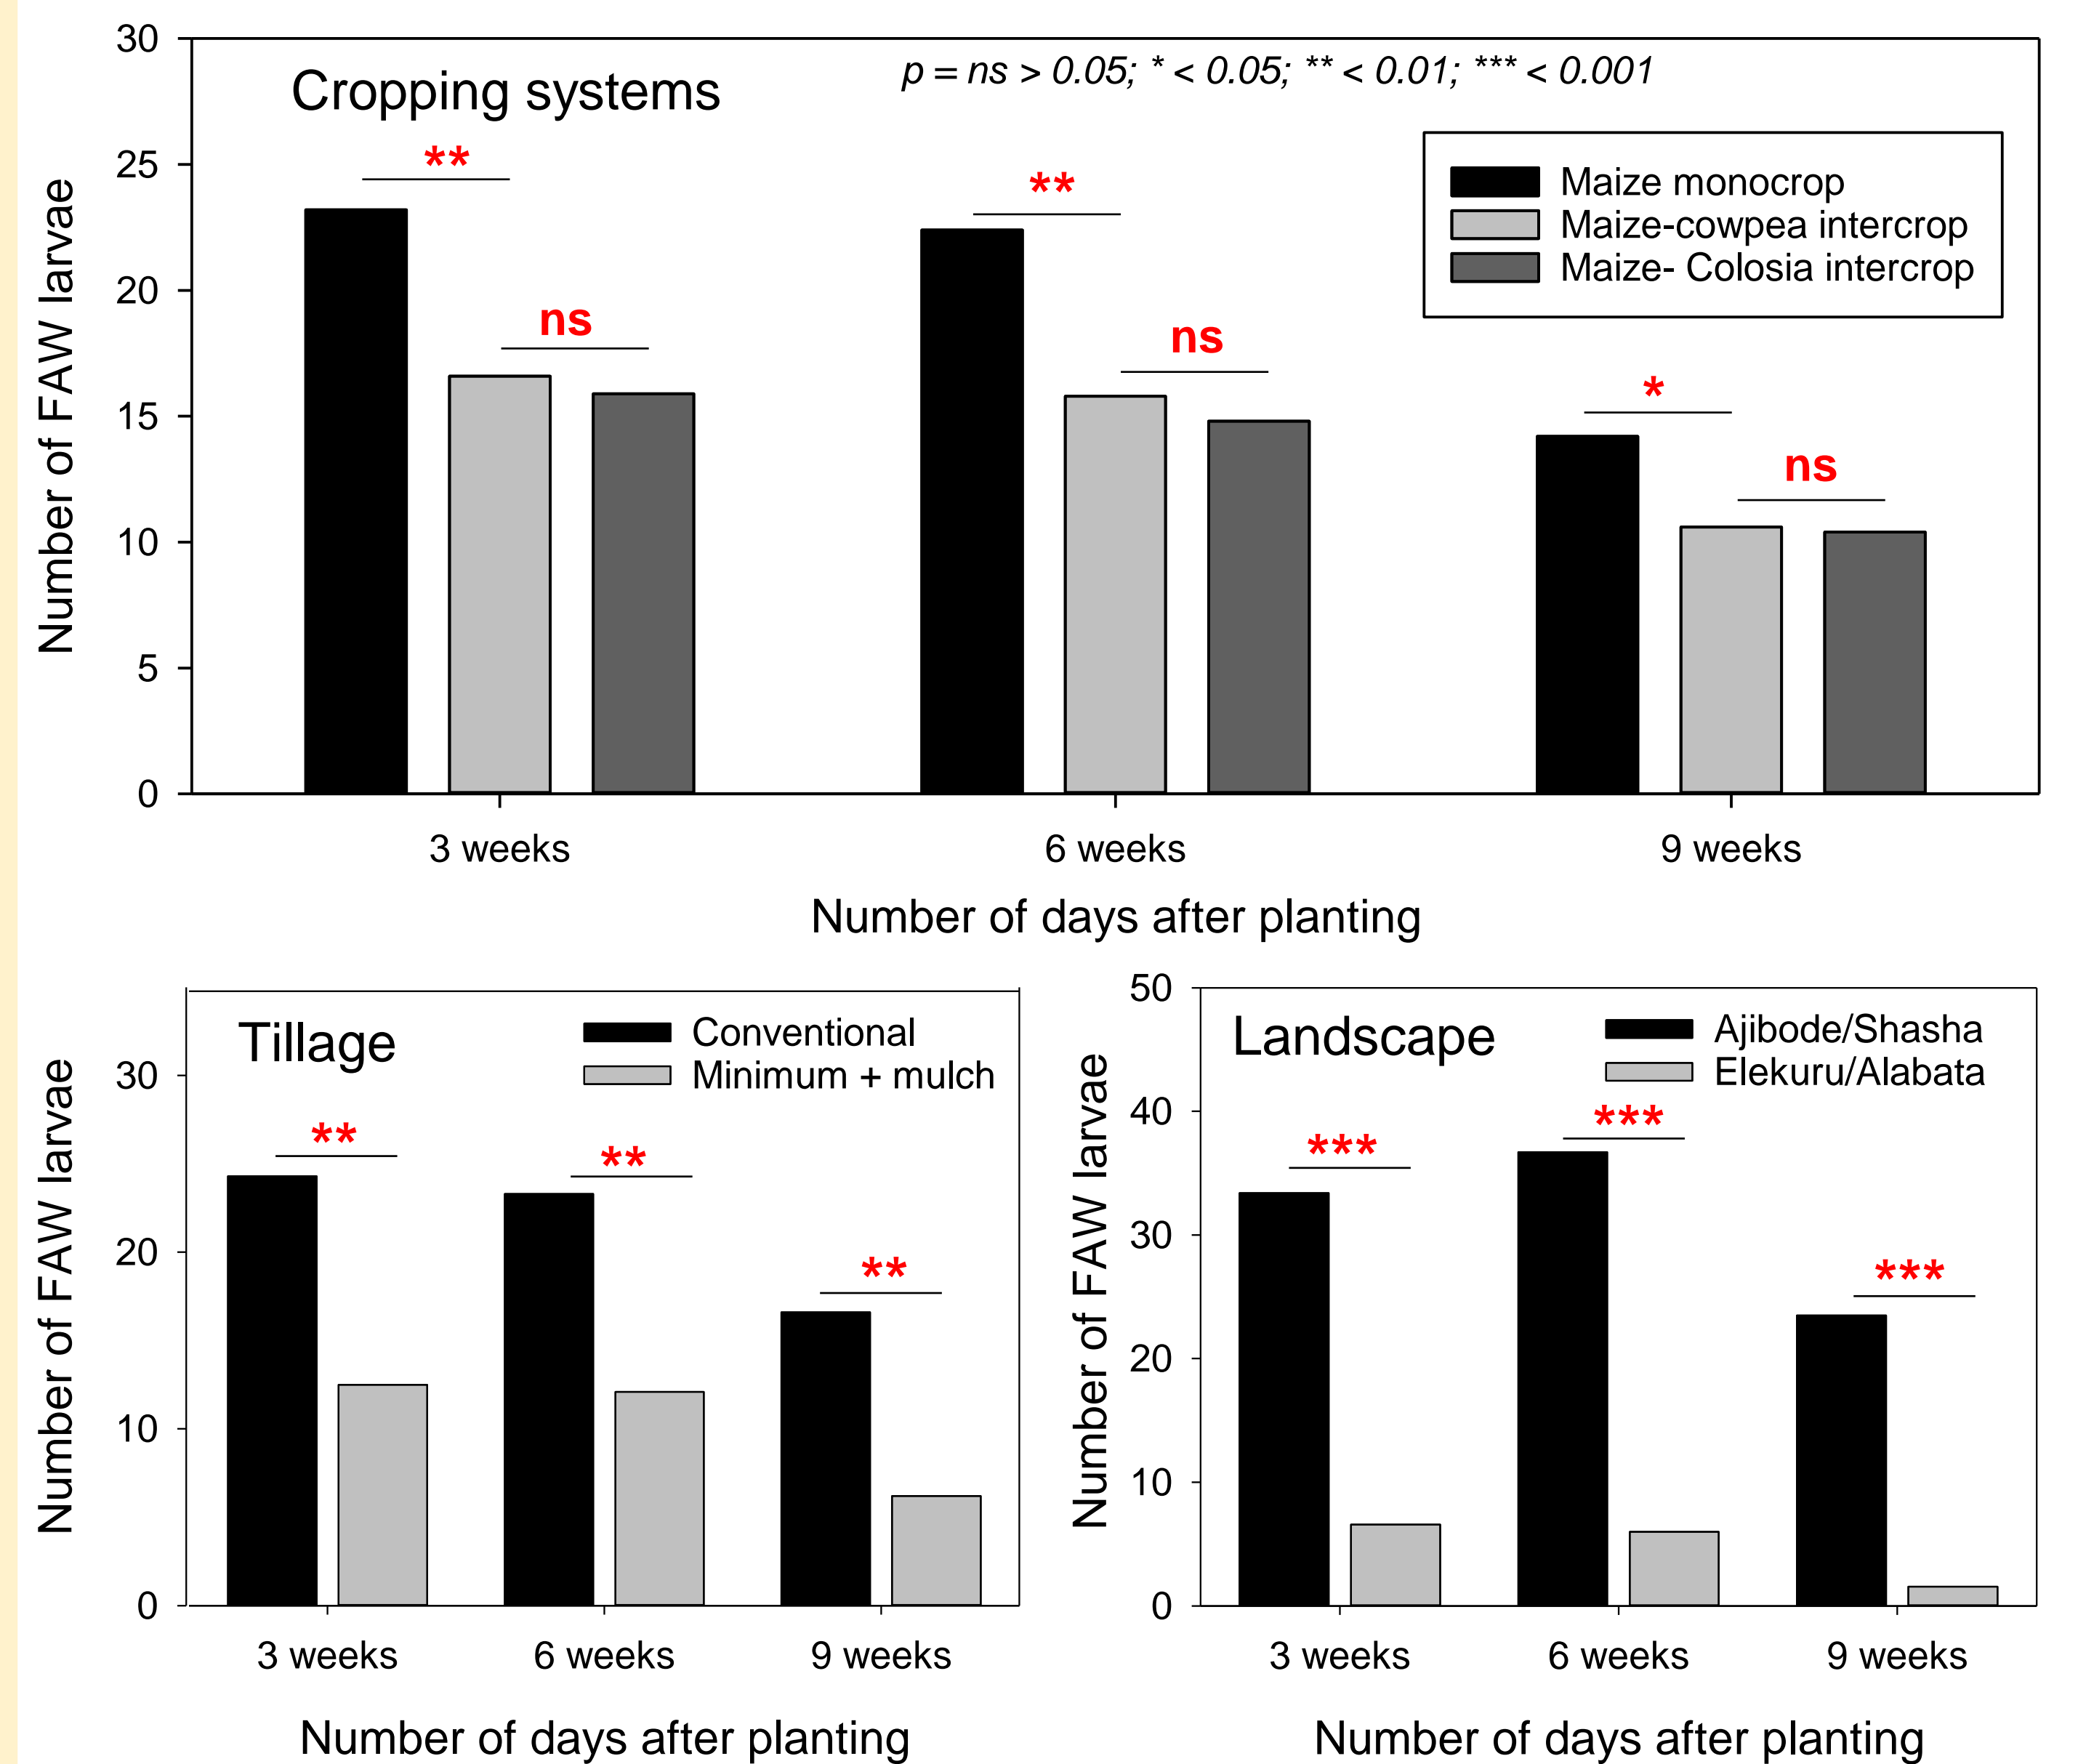 Cropping systems
p = ns > 0.05; * < 0.05; ** < 0.01; *** < 0.001
Maize monocrop
Maize-cowpea intercrop
Maize- Colosia intercrop
Number of FAW larvae
30
25
20
15
10
5
0
**
ns
**
ns
*
ns
3 weeks
6 weeks
9 weeks
Number of days after planting
Tillage
Conventional
Minimum + mulch
Number of FAW larvae
30
20
10
0
**
**
**
3 weeks
6 weeks
9 weeks
Number of days after planting
Landscape
Ajibode/Shasha
Elekuru/Alabata
Number of FAW larvae
50
40
30
20
10
0
***
***
***
3 weeks
6 weeks
9 weeks
Number of days after planting